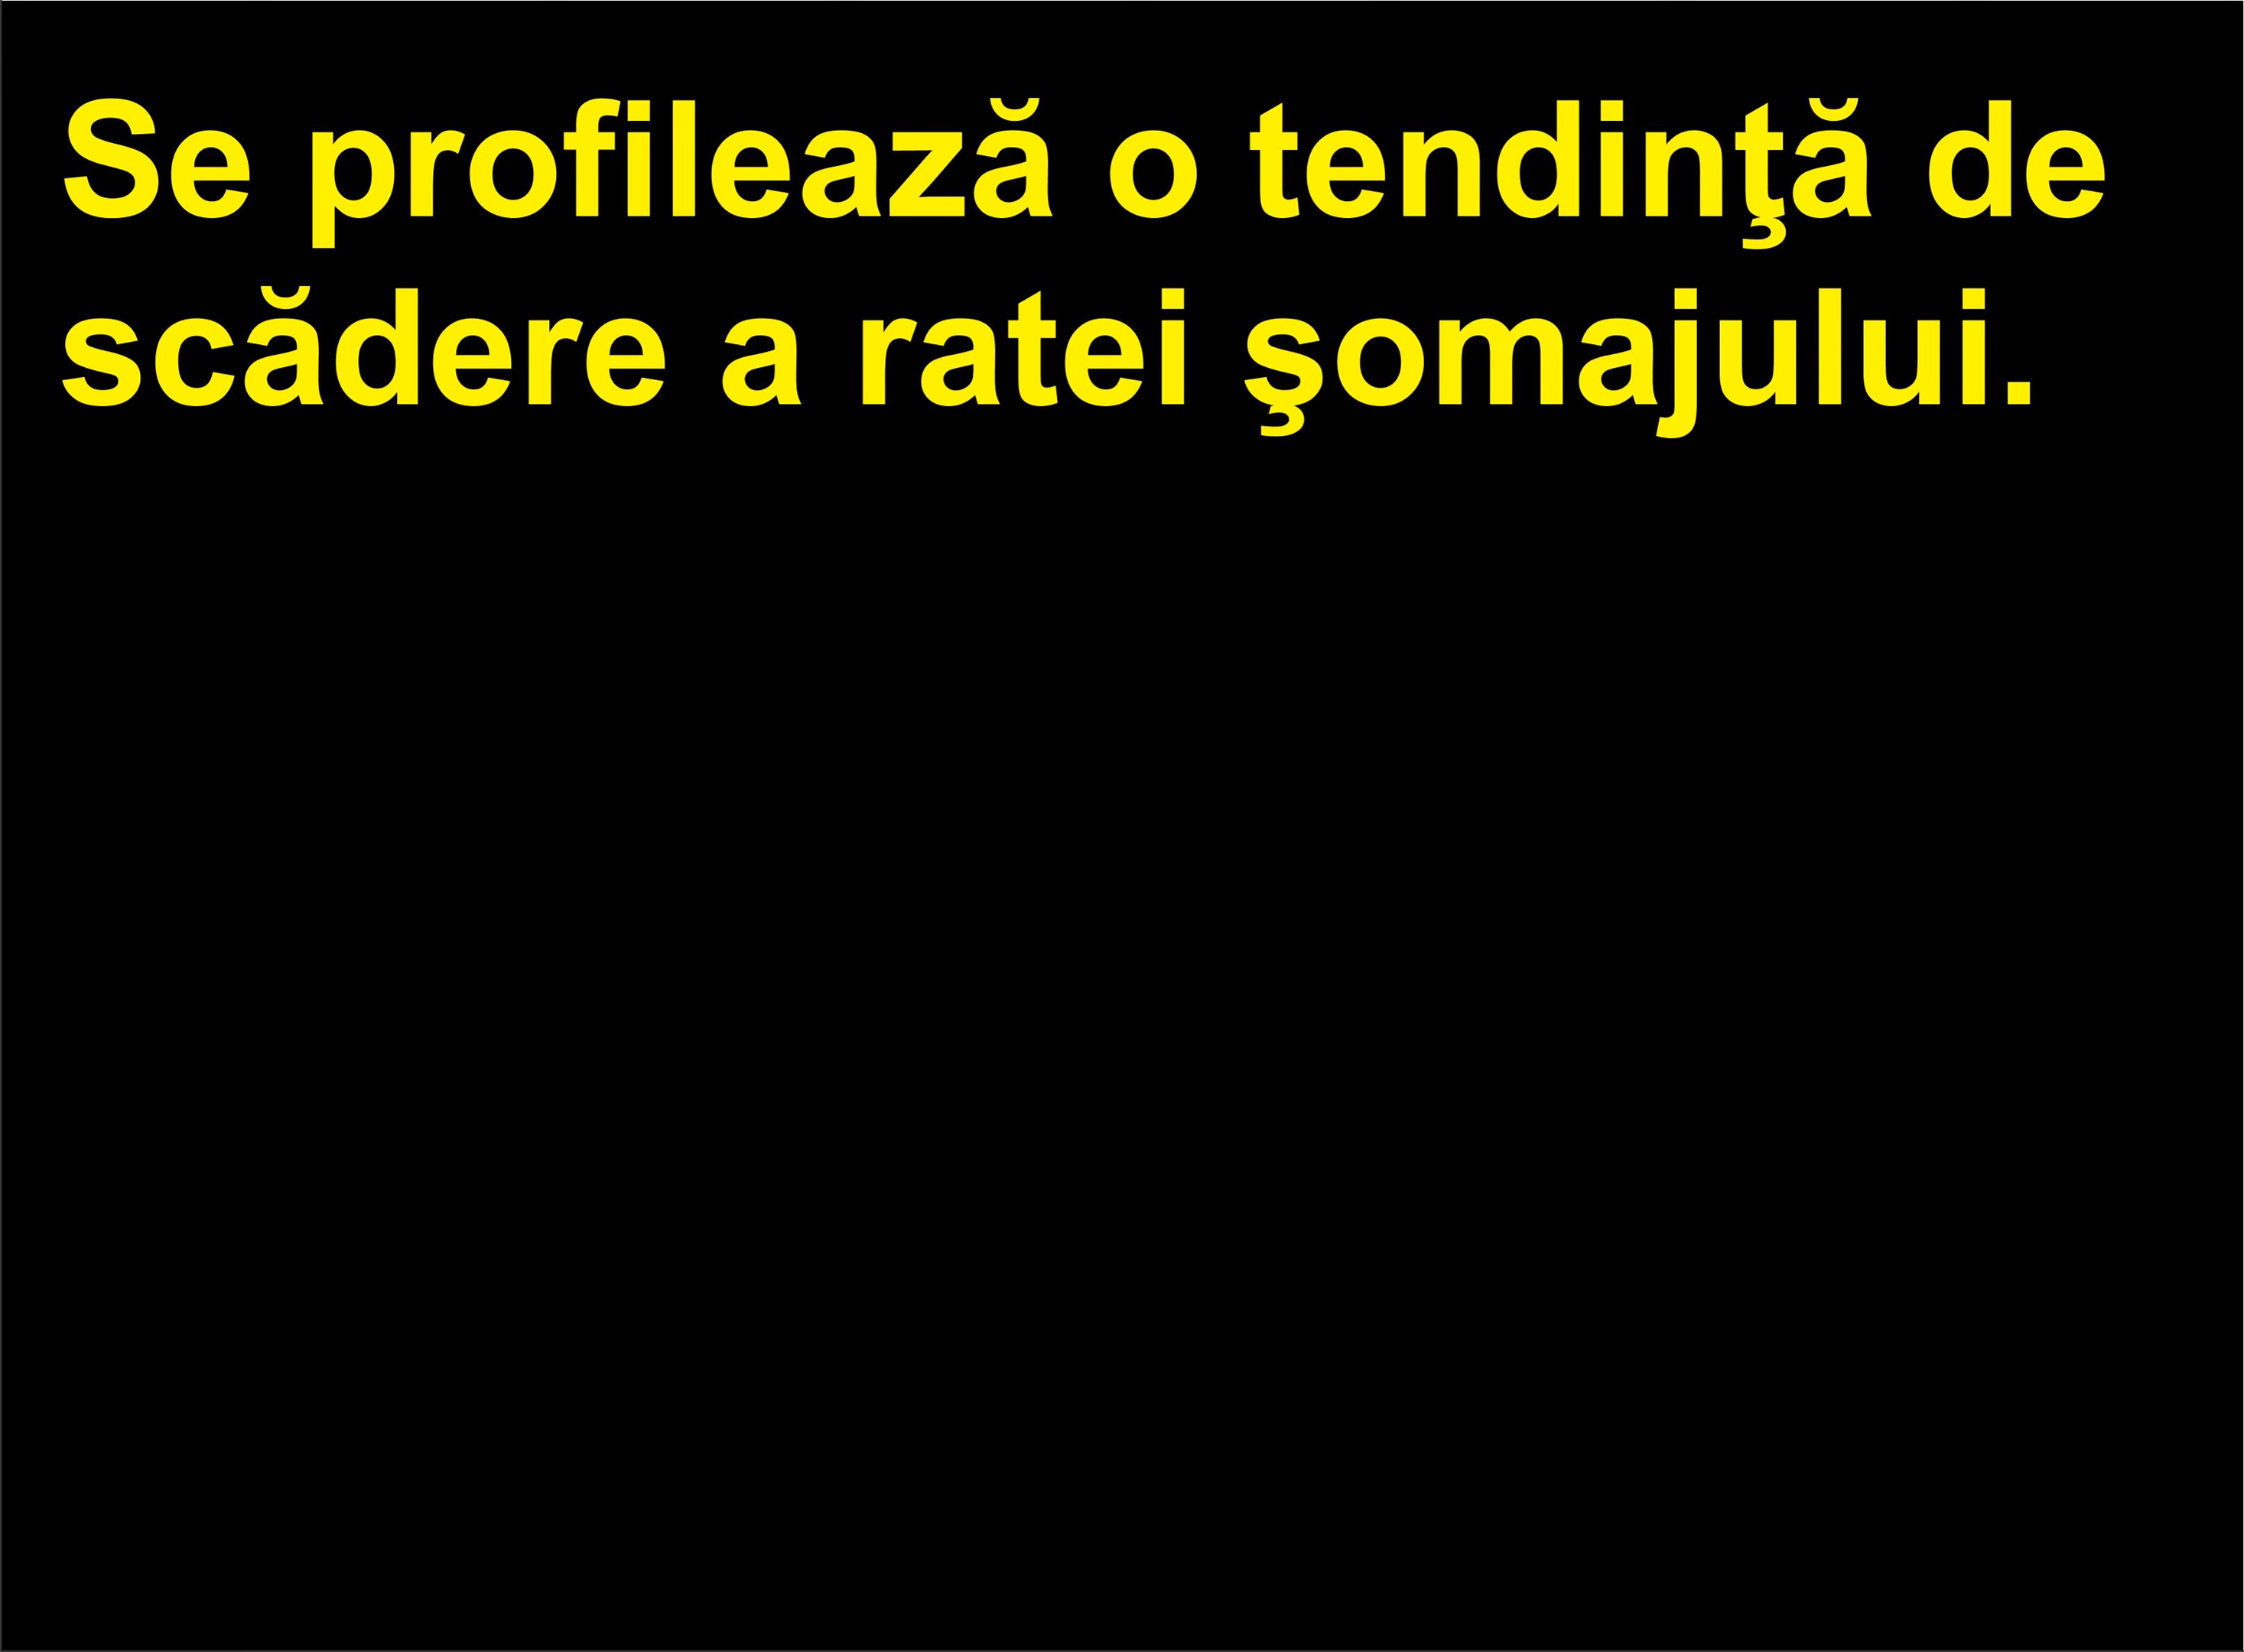 Se profilează o tendinţă de
scădere a ratei şomajului.